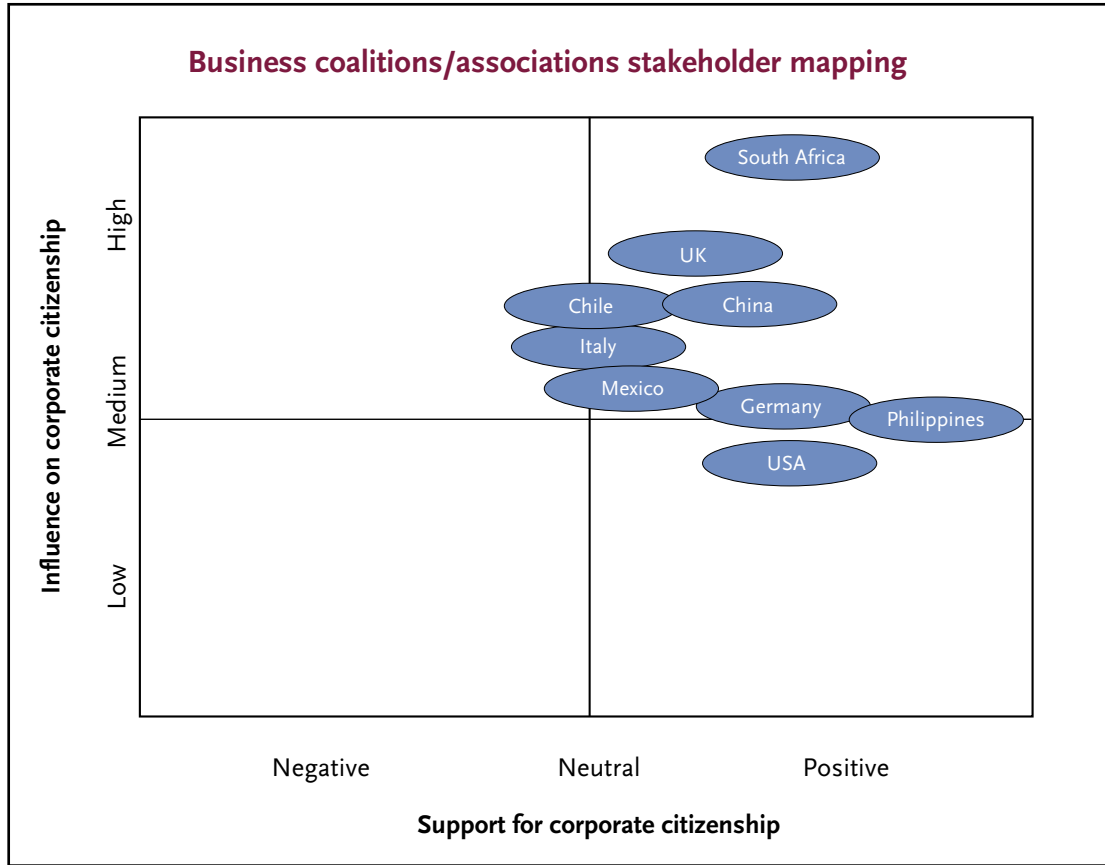 Business coalitions/associations stakeholder mapping
Influence on corporate citizenship
High
Medium
Low
South Africa
UK
Chile
China
Italy
Mexico
Germany
Philippines
USA
Negative
Neutral
Positive
Support for corporate citizenship